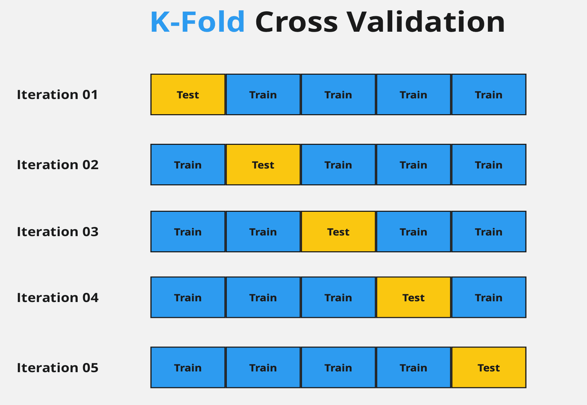 K-Fold Cross Validation
Iteration 01 Test Train Train Train Train
Iteration 02 Train Test Train Train Train
Iteration 03 Train Train Test Train Train
Iteration 04 Train Train Train Test Train
Iteration 05 Train Train Train Train Test